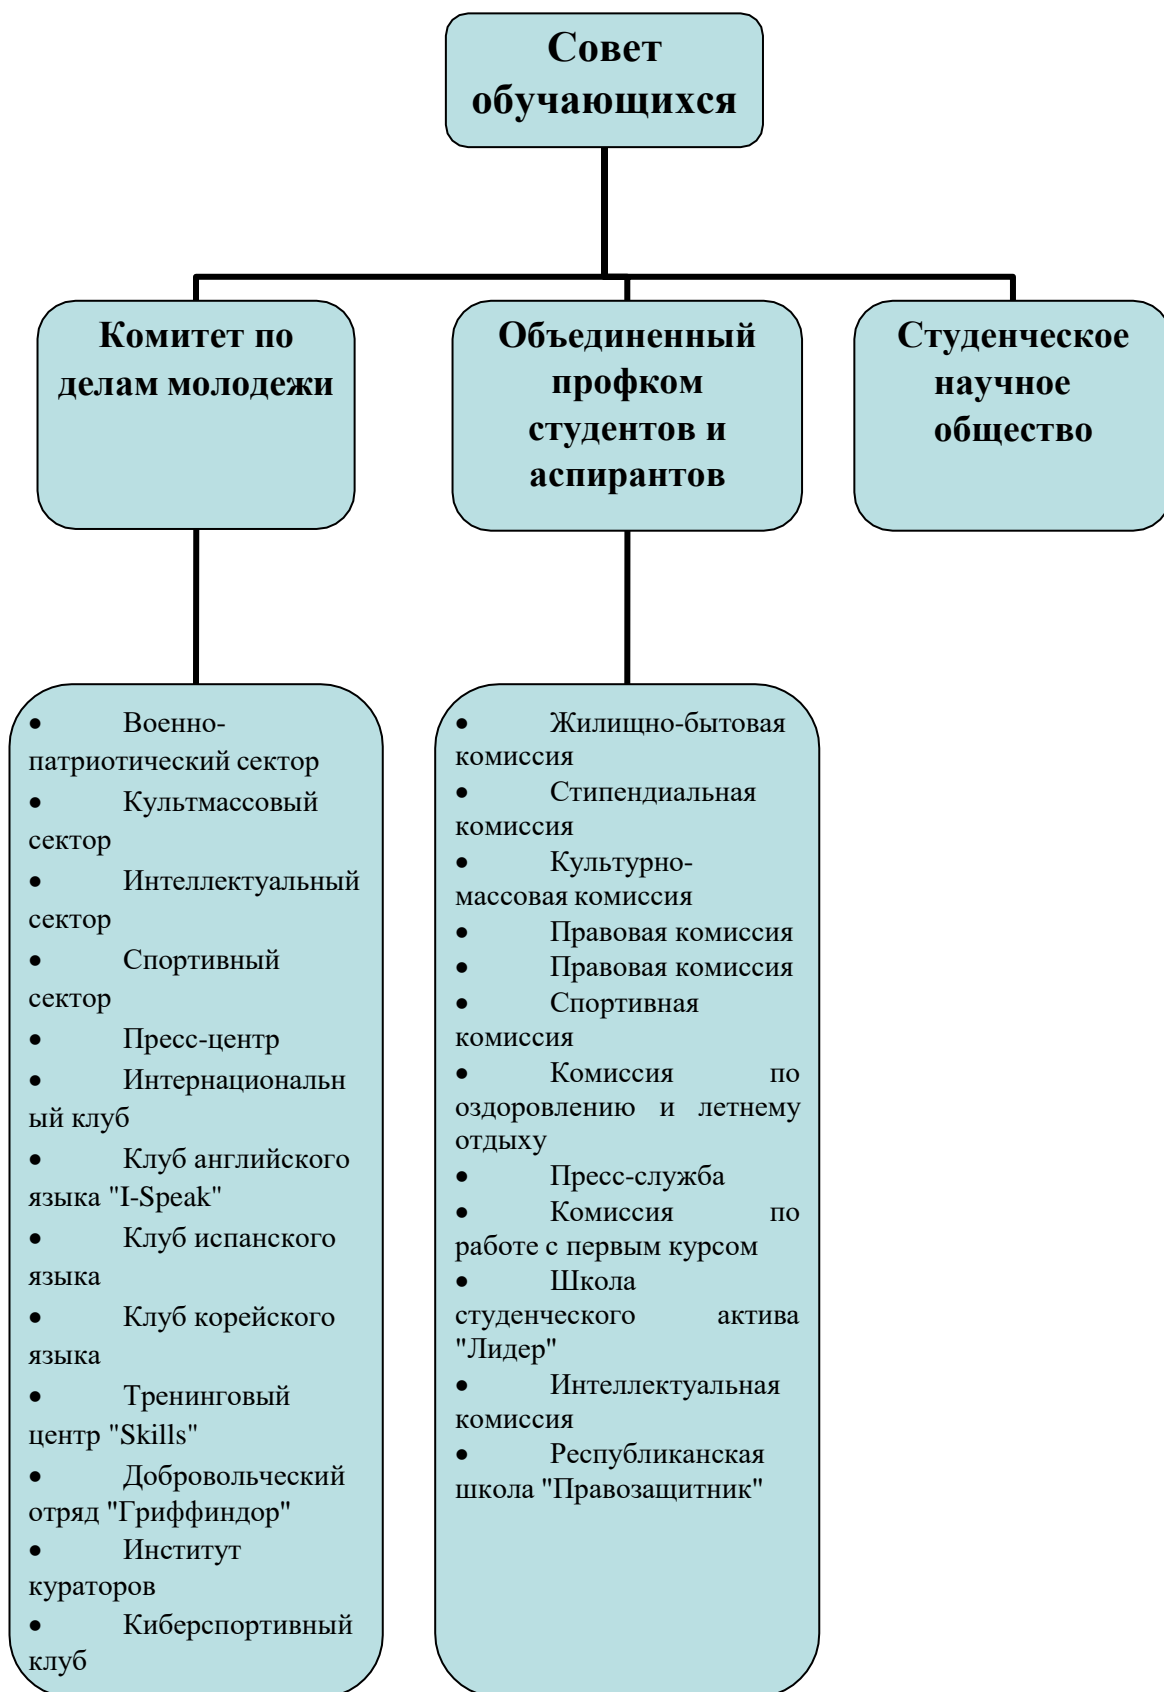 Совет
обучающихся
Комитет по
делам молодежи
Объединенный
профком
студентов и
аспирантов
Студенческое
научное
общество
• Военно-
патриотический сектор
• Культмассовый
сектор
• Интеллектуальный
сектор
• Спортивный
сектор
• Пресс-центр
• Интернациональн
ый клуб
• Клуб английского
языка "I-Speak"
• Клуб испанского
языка
• Клуб корейского
языка
• Тренинговый
центр "Skills"
• Добровольческий
отряд "Гриффиндор"
• Институт
кураторов
• Киберспортивный
клуб
• Жилищно-бытовая
комиссия
• Стипендиальная
комиссия
• Культурно-
массовая комиссия
• Правовая комиссия
• Правовая комиссия
• Спортивная
комиссия
• Комиссия по
оздоровлению и летнему
отдыху
• Пресс-служба
• Комиссия по
работе с первым курсом
• Школа
студенческого актива
"Лидер"
• Интеллектуальная
комиссия
• Республиканская
школа "Правозащитник"